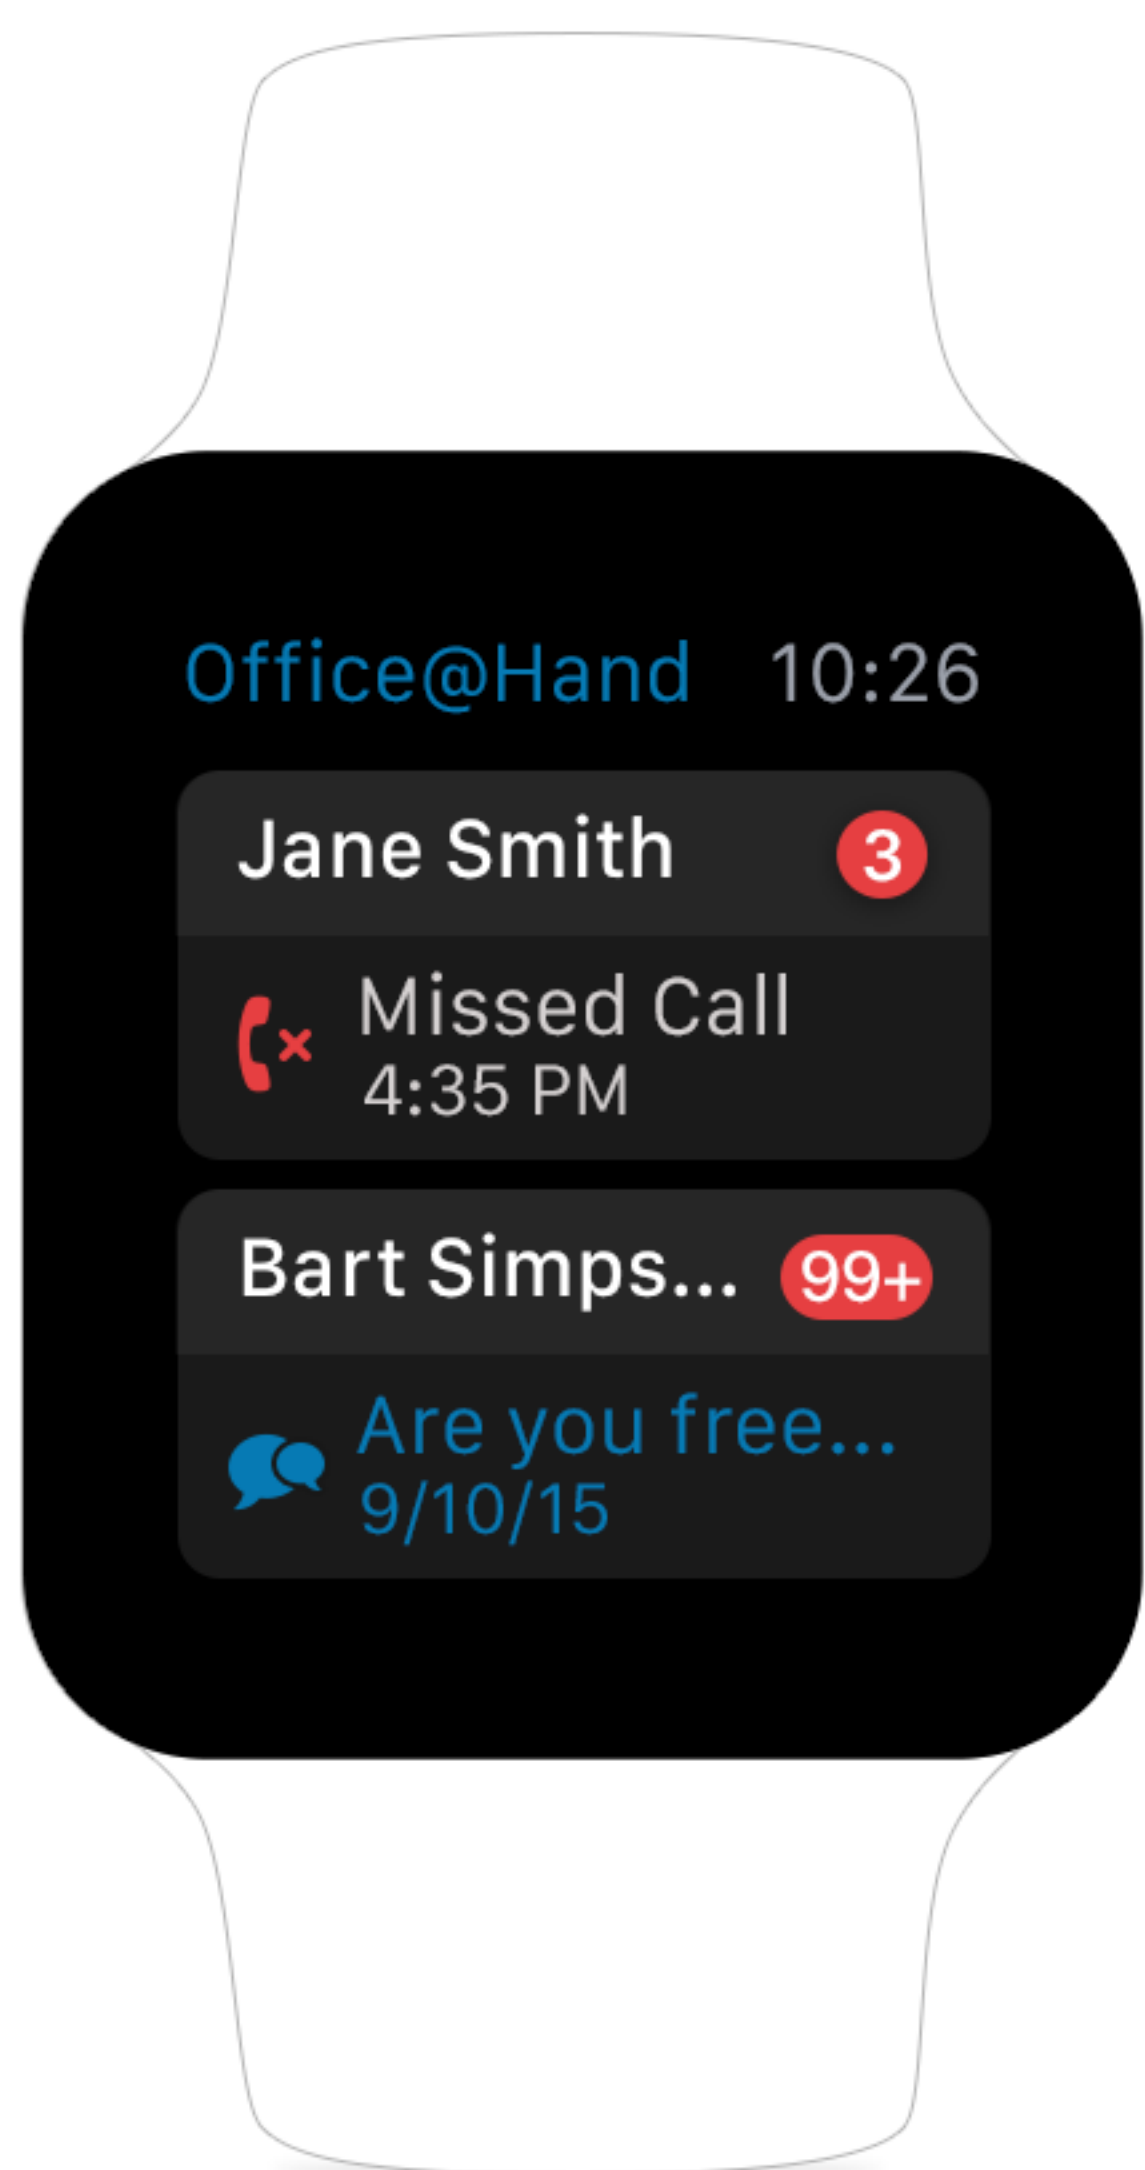 Office@Hand 10:26
Jane Smith 3
Missed Call
4:35 PM
Bart Simps... 99+
Are you free...
9/10/15